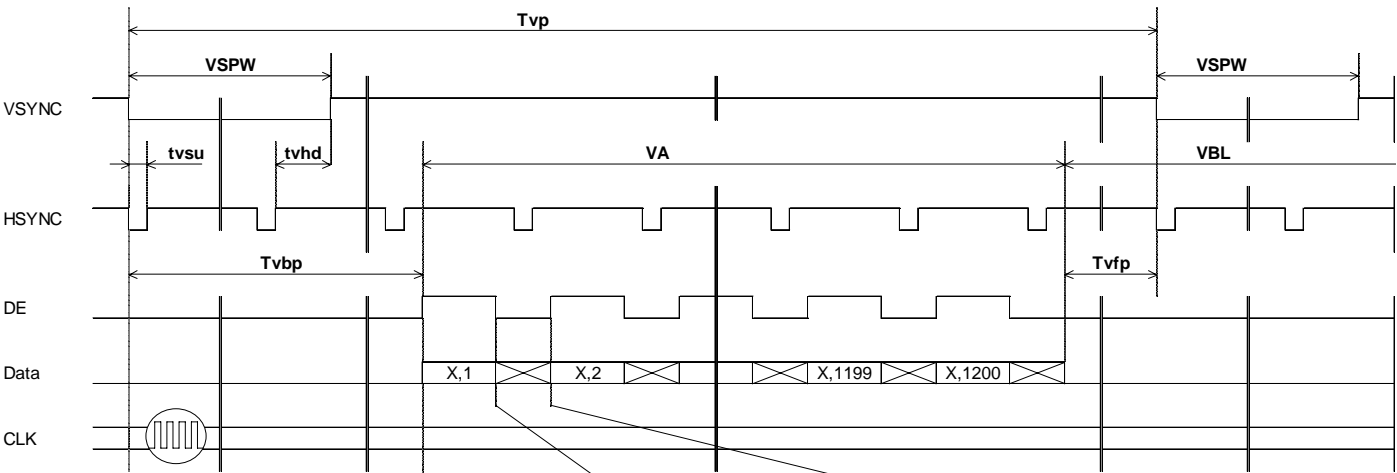 Tvp
VSPW VSPW
VSYNC
tvsu tvhd VA VBL
HSYNC
Tvbp Tvfp
DE
Data X,1 X,2 X,1199 X,1200
CLK